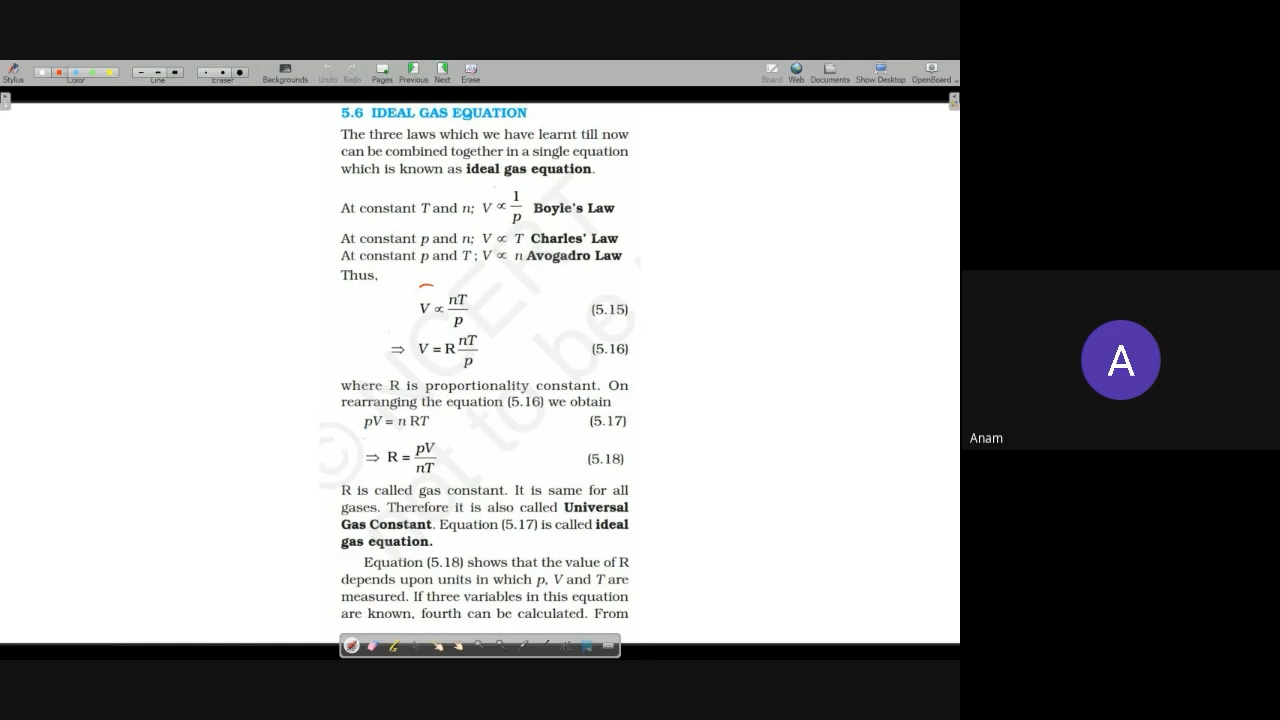 Stylus Color Line Eraser Backgrounds Undo Redo Pages Previous Next Erase Board Web Documents Show Desktop OpenBoard
5.6 IDEAL GAS EQUATION
The three laws which we have learnt till now
can be combined together in a single equation
which is known as ideal gas equation.
At constant T and n; V ∝ 1/p Boyle's Law
At constant p and n; V ∝ T Charles' Law
At constant p and T ; V ∝ n Avogadro Law
Thus,
V ∝ nT/p (5.15)
⇒ V = R nT/p (5.16)
where R is proportionality constant. On
rearranging the equation (5.16) we obtain
pV = n RT (5.17)
⇒ R = pV/nT (5.18)
R is called gas constant. It is same for all
gases. Therefore it is also called Universal
Gas Constant. Equation (5.17) is called ideal
gas equation.
Equation (5.18) shows that the value of R
depends upon units in which p, V and T are
measured. If three variables in this equation
are known, fourth can be calculated. From
© NCERT
not to be
A
Anam